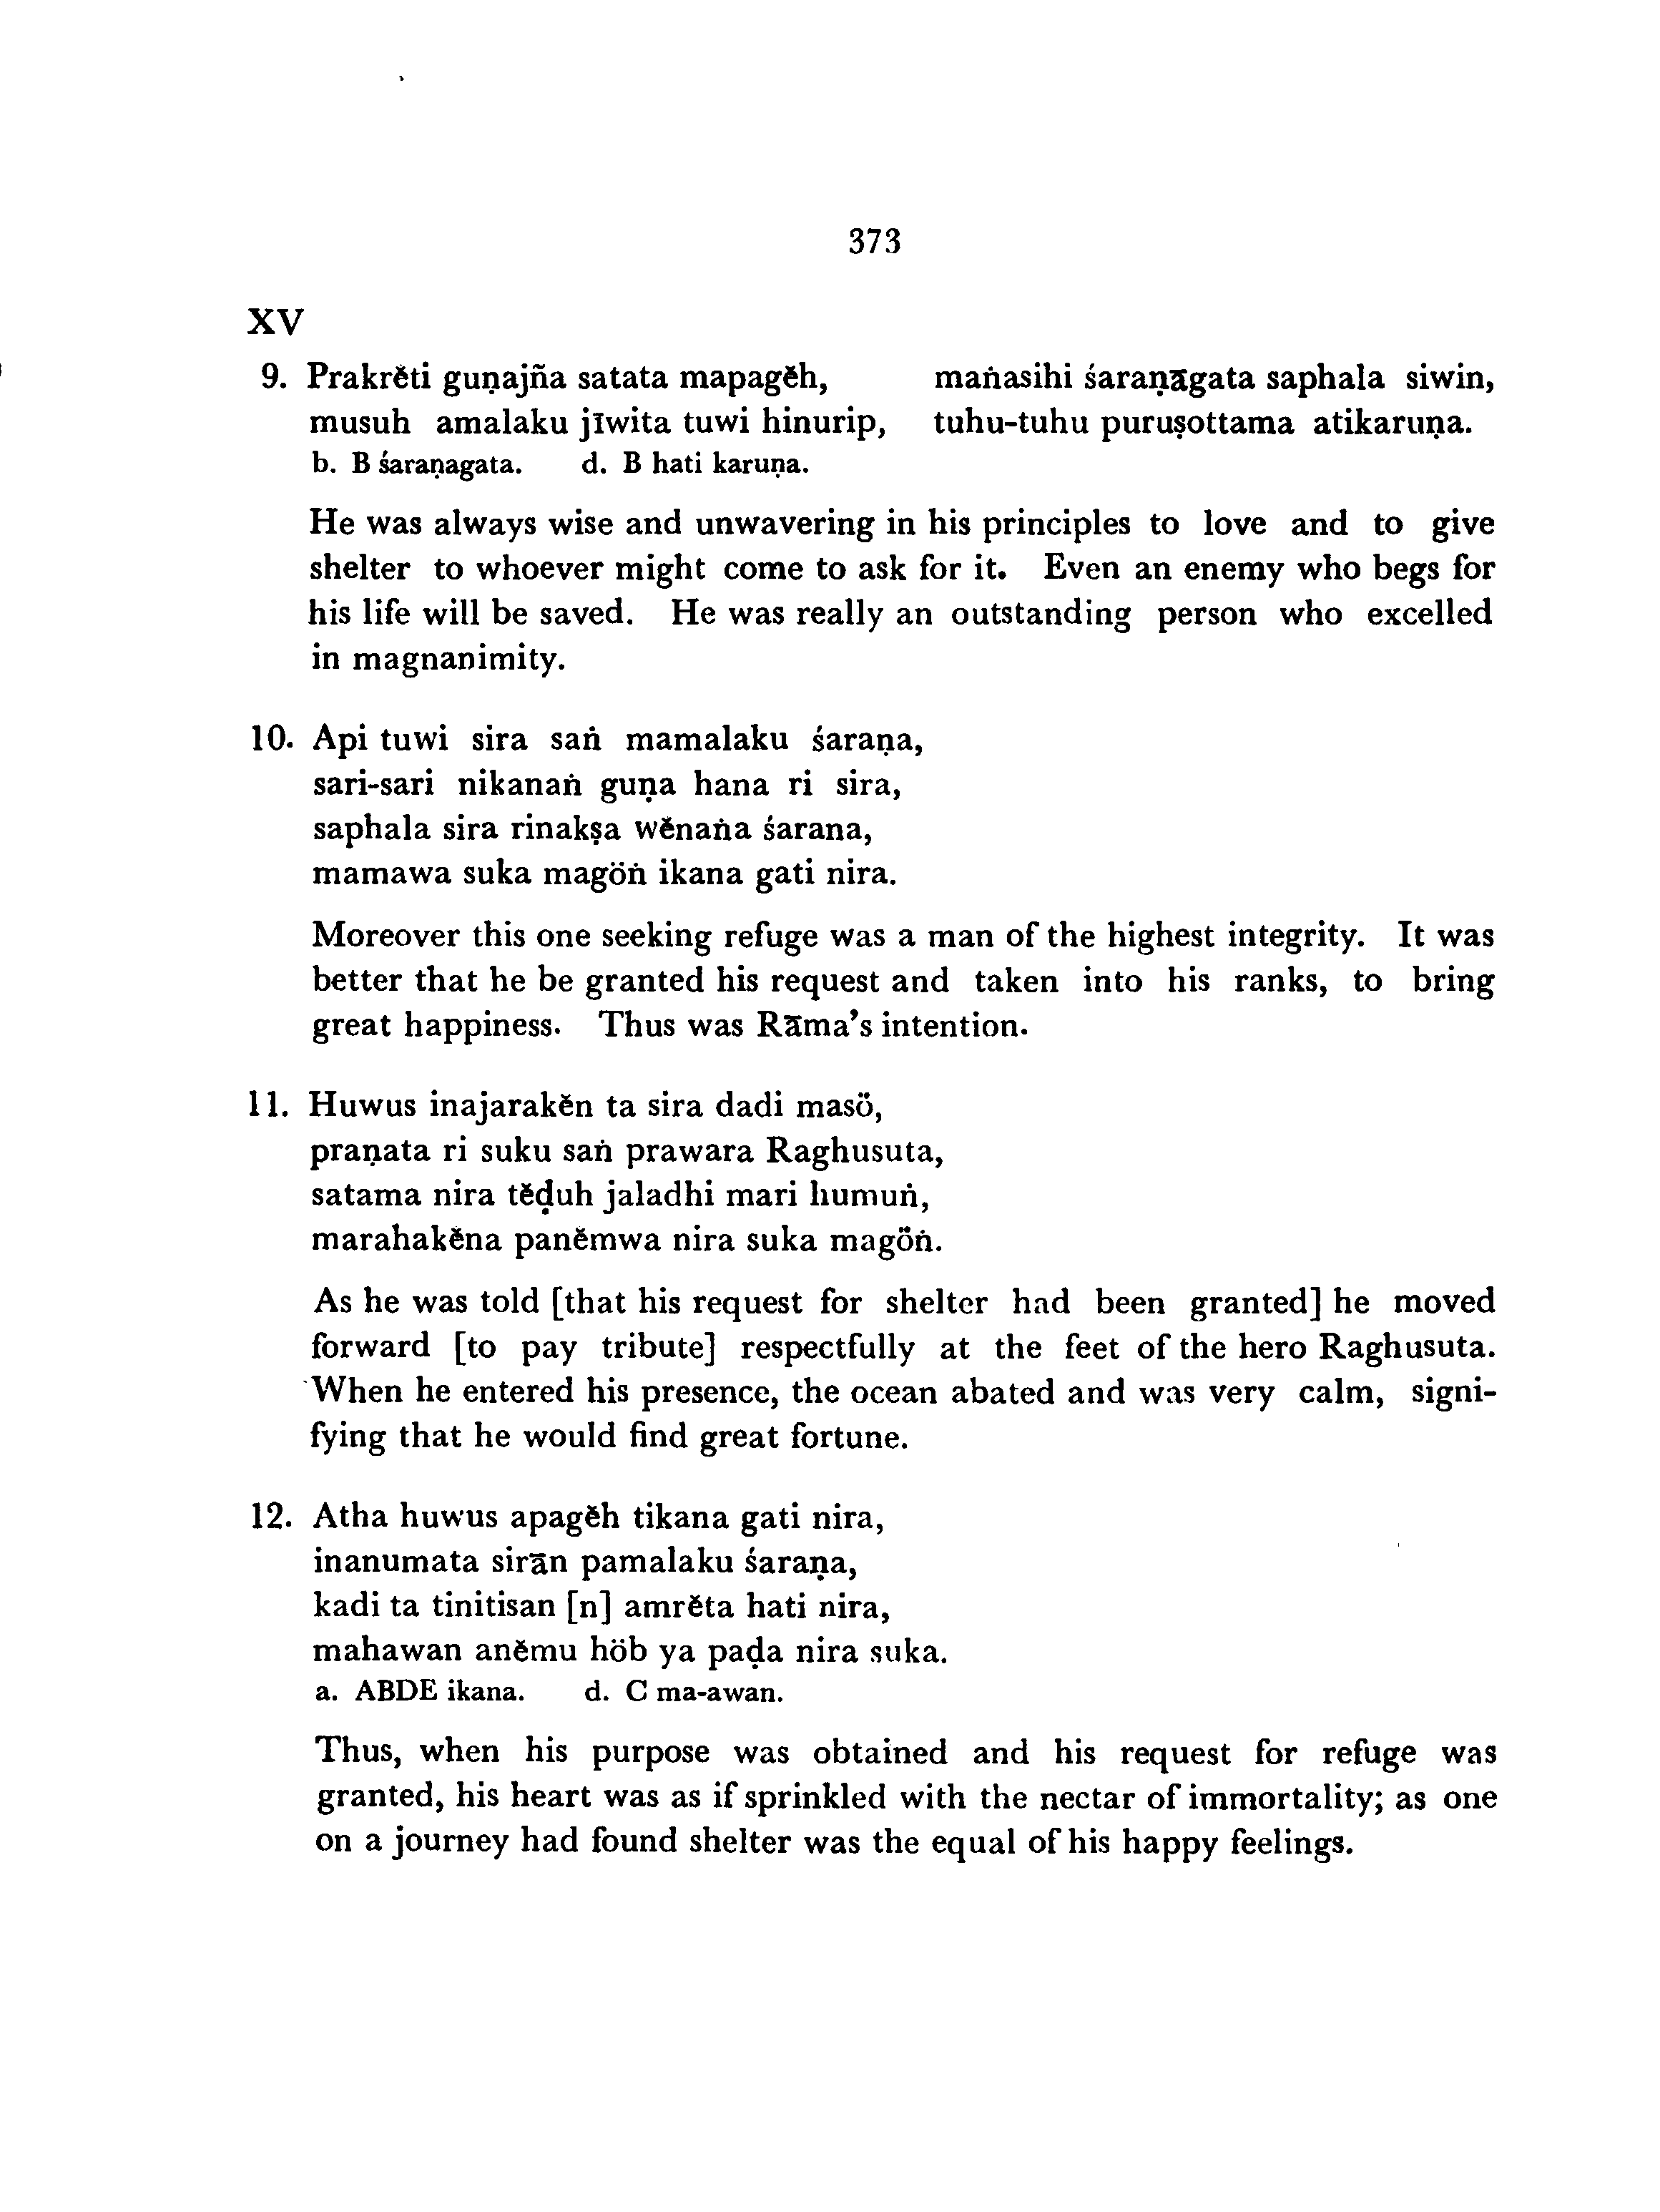 373
XV
9. Prakrĕti guṇajña satata mapagĕh, maṅasihi śaraṇāgata saphala siwin,
musuh amalaku jīwita tuwi hinurip, tuhu-tuhu puruṣottama atikaruṇa.
b. B śaraṇagata. d. B hati karuṇa.
He was always wise and unwavering in his principles to love and to give
shelter to whoever might come to ask for it. Even an enemy who begs for
his life will be saved. He was really an outstanding person who excelled
in magnanimity.
10. Api tuwi sira saṅ mamalaku śaraṇa,
sari-sari nikanaṅ guṇa hana ri sira,
saphala sira rinakṣa wĕnaṅa śarana,
mamawa suka magöṅ ikana gati nira.
Moreover this one seeking refuge was a man of the highest integrity. It was
better that he be granted his request and taken into his ranks, to bring
great happiness. Thus was Rāma's intention.
11. Huwus inajarakĕn ta sira dadi masö,
praṇata ri suku saṅ prawara Raghusuta,
satama nira tĕḍuh jaladhi mari humuṅ,
marahakĕna panĕmwa nira suka magöṅ.
As he was told [that his request for shelter had been granted] he moved
forward [to pay tribute] respectfully at the feet of the hero Raghusuta.
When he entered his presence, the ocean abated and was very calm, signi-
fying that he would find great fortune.
12. Atha huwus apagĕh tikana gati nira,
inanumata sirān pamalaku śaraṇa,
kadi ta tinitisan [n] amrĕta hati nira,
mahawan anĕmu höb ya paḍa nira suka.
a. ABDE ikana. d. C ma-awan.
Thus, when his purpose was obtained and his request for refuge was
granted, his heart was as if sprinkled with the nectar of immortality; as one
on a journey had found shelter was the equal of his happy feelings.